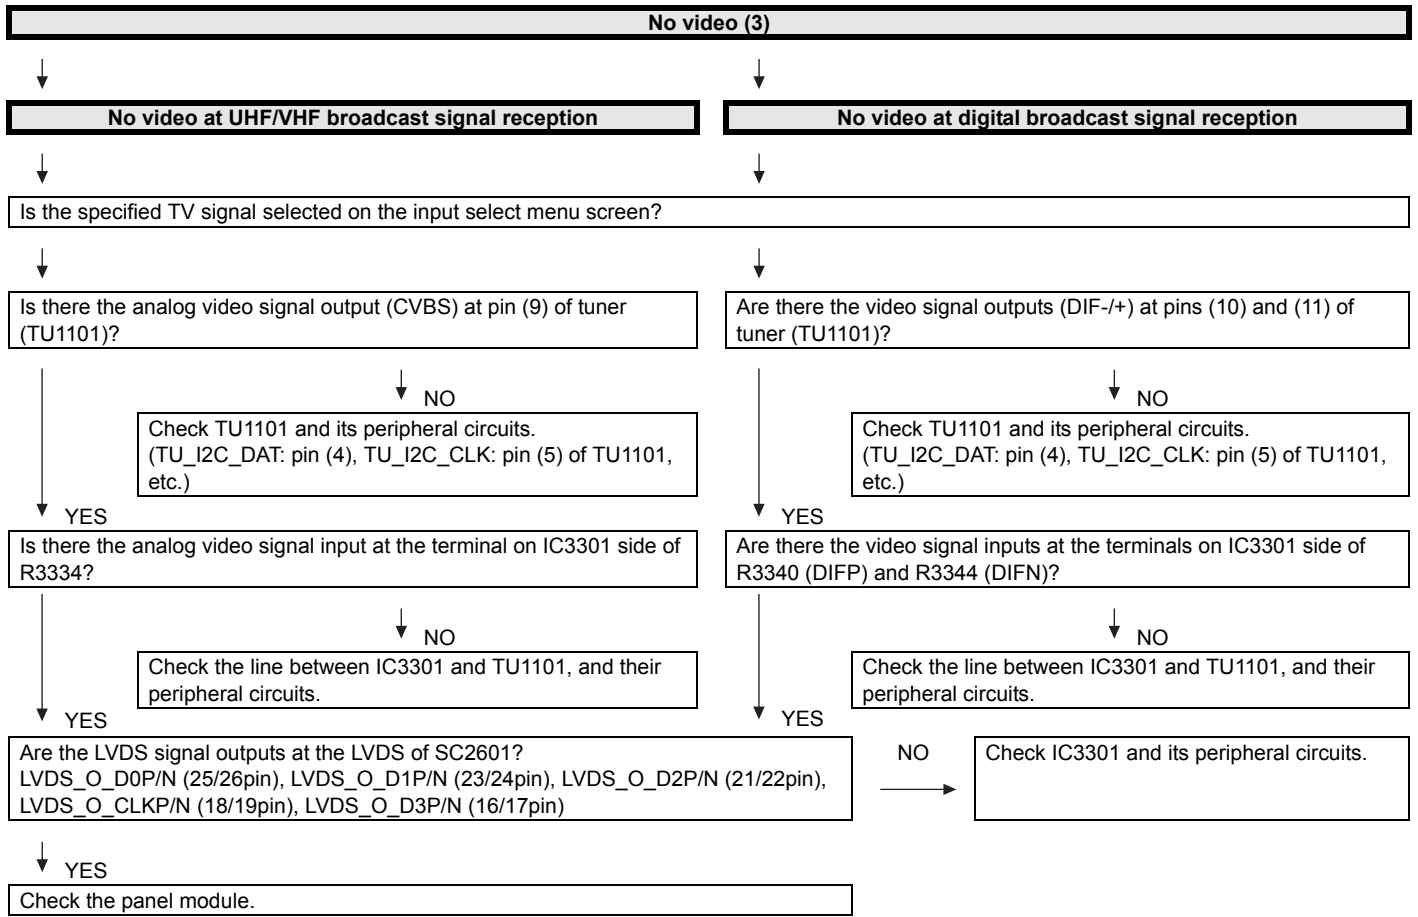 No video (3)
No video at UHF/VHF broadcast signal reception
No video at digital broadcast signal reception
Is the specified TV signal selected on the input select menu screen?
Is there the analog video signal output (CVBS) at pin (9) of tuner
(TU1101)?
Are there the video signal outputs (DIF-/+) at pins (10) and (11) of
tuner (TU1101)?
NO
NO
Check TU1101 and its peripheral circuits.
(TU_I2C_DAT: pin (4), TU_I2C_CLK: pin (5) of TU1101,
etc.)
Check TU1101 and its peripheral circuits.
(TU_I2C_DAT: pin (4), TU_I2C_CLK: pin (5) of TU1101,
etc.)
YES
YES
Is there the analog video signal input at the terminal on IC3301 side of
R3334?
Are there the video signal inputs at the terminals on IC3301 side of
R3340 (DIFP) and R3344 (DIFN)?
NO
NO
Check the line between IC3301 and TU1101, and their
peripheral circuits.
Check the line between IC3301 and TU1101, and their
peripheral circuits.
YES
YES
Are the LVDS signal outputs at the LVDS of SC2601?
LVDS_O_D0P/N (25/26pin), LVDS_O_D1P/N (23/24pin), LVDS_O_D2P/N (21/22pin),
LVDS_O_CLKP/N (18/19pin), LVDS_O_D3P/N (16/17pin)
NO
Check IC3301 and its peripheral circuits.
YES
Check the panel module.